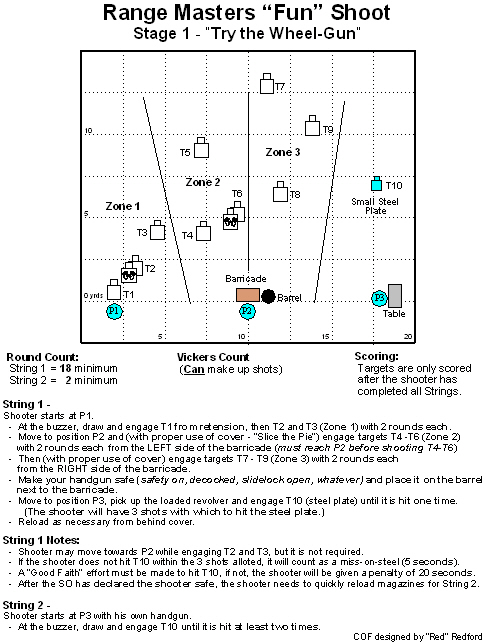 Range Masters “Fun” Shoot
Stage 1 - "Try the Wheel-Gun"
T7
10
T9
T5
Zone 3
Zone 2
T10
T6
T8
Small Steel
Plate
Zone 1
5
T3
T4
T2
Barricade
0 yrds
T1
Barrel
P3
P1
P2
Table
5
10
15
20
Round Count:
String 1 = 18 minimum
String 2 = 2 minimum
Vickers Count
(Can make up shots)
Scoring:
Targets are only scored
after the shooter has
completed all Strings.
String 1 -
Shooter starts at P1.
- At the buzzer, draw and engage T1 from retension, then T2 and T3 (Zone 1) with 2 rounds each.
- Move to position P2 and (with proper use of cover - "Slice the Pie") engage targets T4 -T6 (Zone 2)
with 2 rounds each from the LEFT side of the barricade (must reach P2 before shooting T4-T6)
- Then (with proper use of cover) engage targets T7 - T9 (Zone 3) with 2 rounds each
from the RIGHT side of the barricade.
- Make your handgun safe (safety on, decocked, slidelock open, whatever) and place it on the barrel
next to the barricade.
- Move to position P3, pick up the loaded revolver and engage T10 (steel plate) until it is hit one time.
(The shooter will have 3 shots with which to hit the steel plate.)
- Reload as necessary from behind cover.
String 1 Notes:
- Shooter may move towards P2 while engaging T2 and T3, but it is not required.
- If the shooter does not hit T10 within the 3 shots alloted, it will count as a miss-on-steel (5 seconds).
- A "Good Faith" effort must be made to hit T10, if not, the shooter will be given a penalty of 20 seconds.
- After the SO has declared the shooter safe, the shooter needs to quickly reload magazines for String 2.
String 2 -
Shooter starts at P3 with his own handgun.
- At the buzzer, draw and engage T10 until it is hit at least two times.
COF designed by "Red" Redford